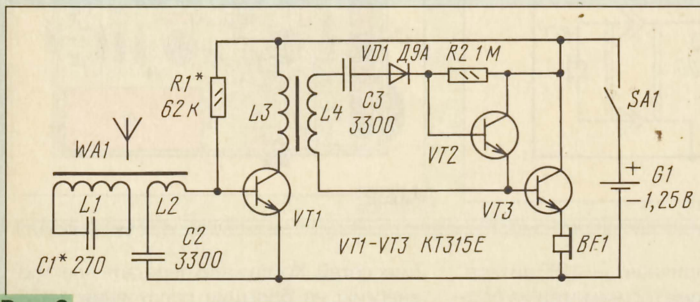 VD1 Д9А
R2 1 М
R1*
62 к
L3
L4
C3
3300
SA1
WA1
VT2
+
G1
1,25 В
L1
L2
VT1
VT3
C1* 270
C2
3300
VT1-VT3 КТ315Е
BF1